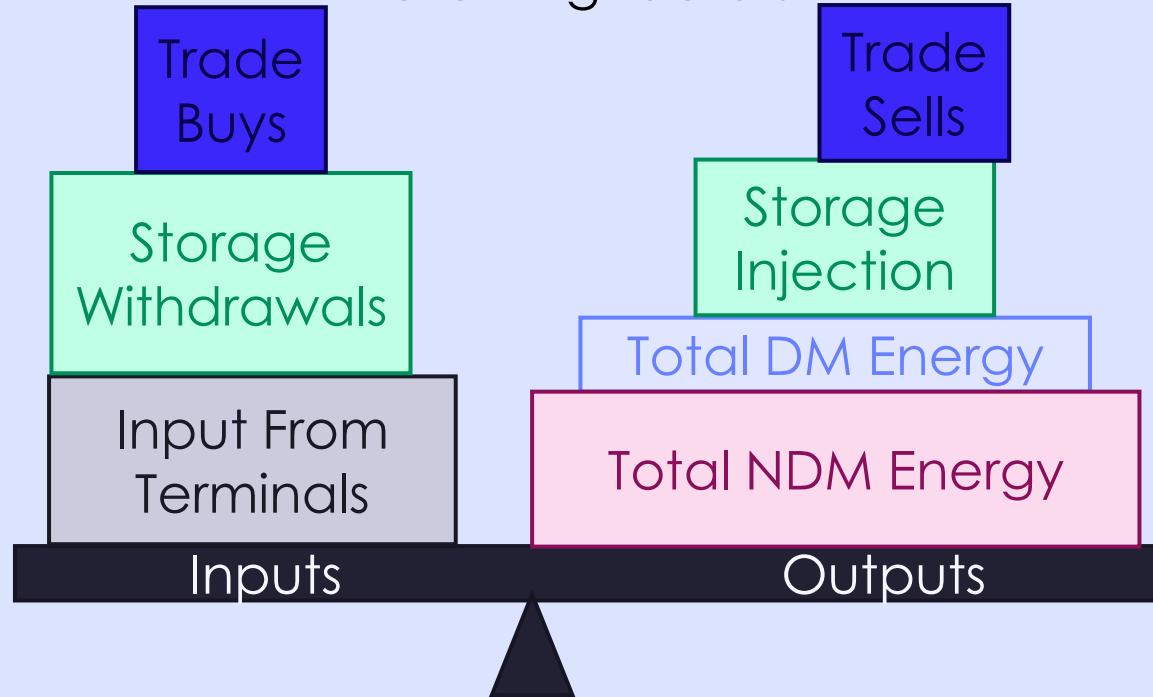 Trade
Buys
Storage
Withdrawals
Input From
Terminals
Inputs
Trade
Sells
Storage
Injection
Total DM Energy
Total NDM Energy
Outputs